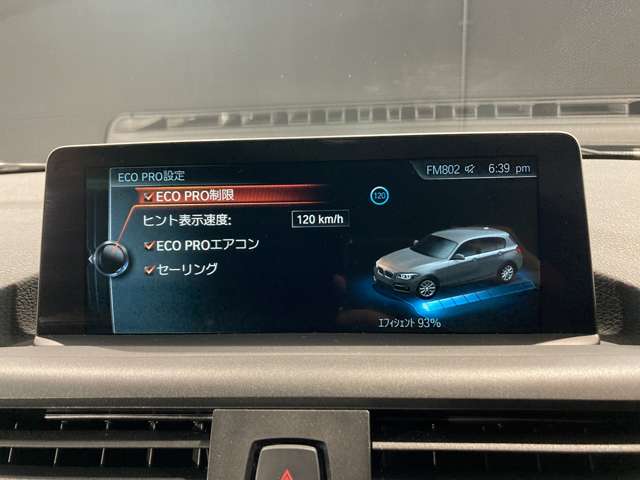 ECO PRO設定
FM802 6:39 pm
ECO PRO制限
120
ヒント表示速度: 120 km/h
ECO PROエアコン
セーリング
エフィシェント 93%